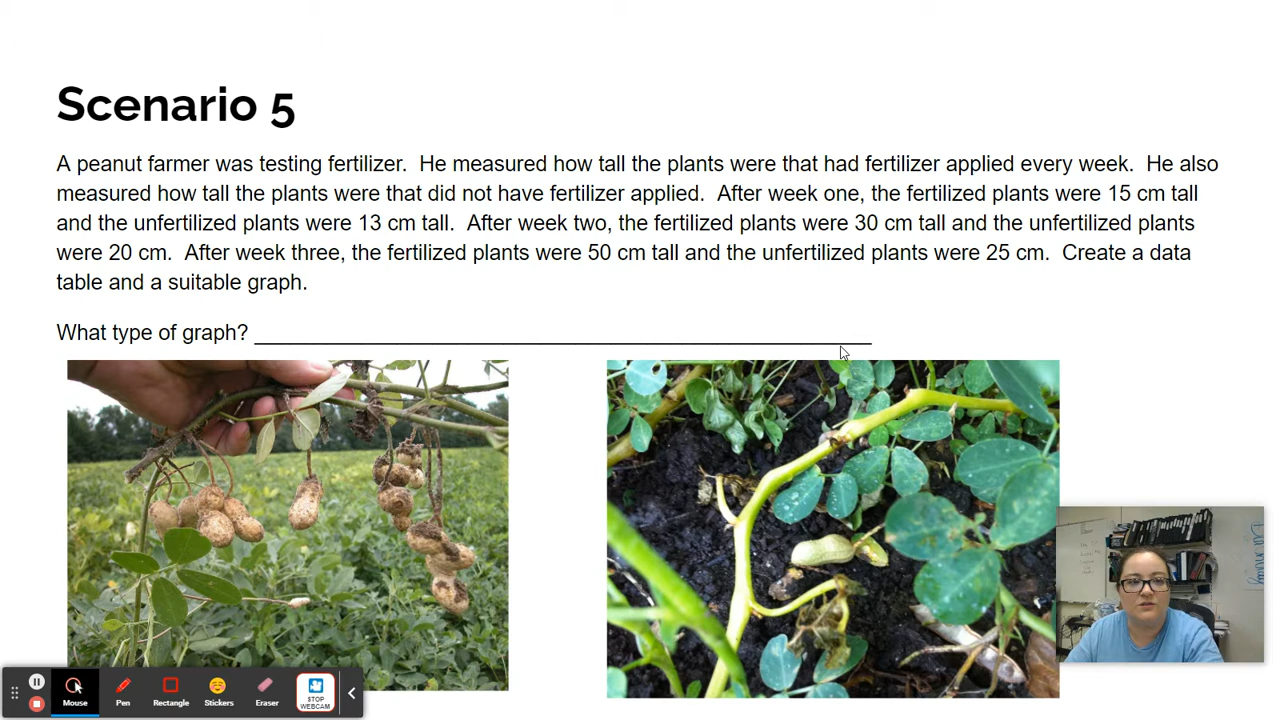 Scenario 5
A peanut farmer was testing fertilizer.  He measured how tall the plants were that had fertilizer applied every week.  He also
measured how tall the plants were that did not have fertilizer applied.  After week one, the fertilized plants were 15 cm tall
and the unfertilized plants were 13 cm tall.  After week two, the fertilized plants were 30 cm tall and the unfertilized plants
were 20 cm.  After week three, the fertilized plants were 50 cm tall and the unfertilized plants were 25 cm.  Create a data
table and a suitable graph.
What type of graph? ___________________________________________________
Mouse
Pen
Rectangle
Stickers
Eraser
STOP
WEBCAM